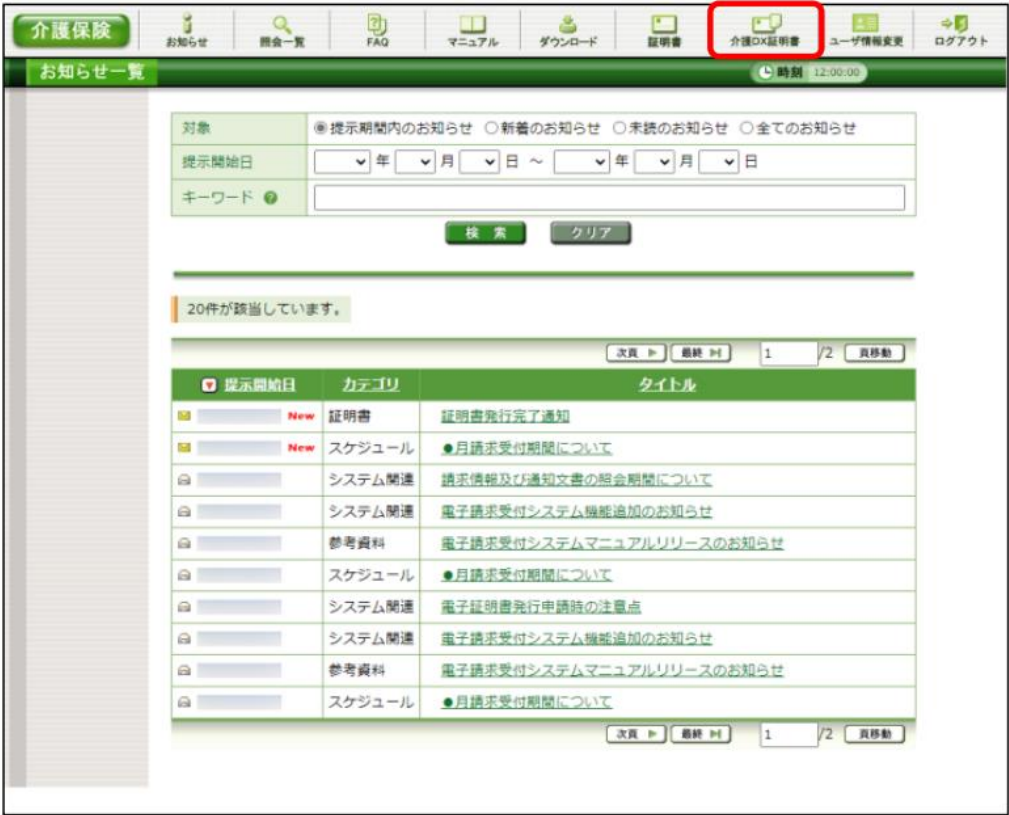 介護保険
お知らせ 照会一覧 FAQ マニュアル ダウンロード 証明書 介護DX証明書 ユーザ情報変更 ログアウト
お知らせ一覧 時刻 12:00:00
対象 提示期間内のお知らせ 新着のお知らせ 未読のお知らせ 全てのお知らせ
提示開始日 年 月 日 ～ 年 月 日
キーワード ?
検 索 クリア
20件が該当しています。
次頁 最終 1 /2 頁移動
提示開始日 カテゴリ タイトル
New 証明書 証明書発行完了通知
New スケジュール ●月請求受付期間について
システム関連 請求情報及び通知文書の照会期間について
システム関連 電子請求受付システム機能追加のお知らせ
参考資料 電子請求受付システムマニュアルリリースのお知らせ
スケジュール ●月請求受付期間について
システム関連 電子証明書発行申請時の注意点
システム関連 電子請求受付システム機能追加のお知らせ
参考資料 電子請求受付システムマニュアルリリースのお知らせ
スケジュール ●月請求受付期間について
次頁 最終 1 /2 頁移動